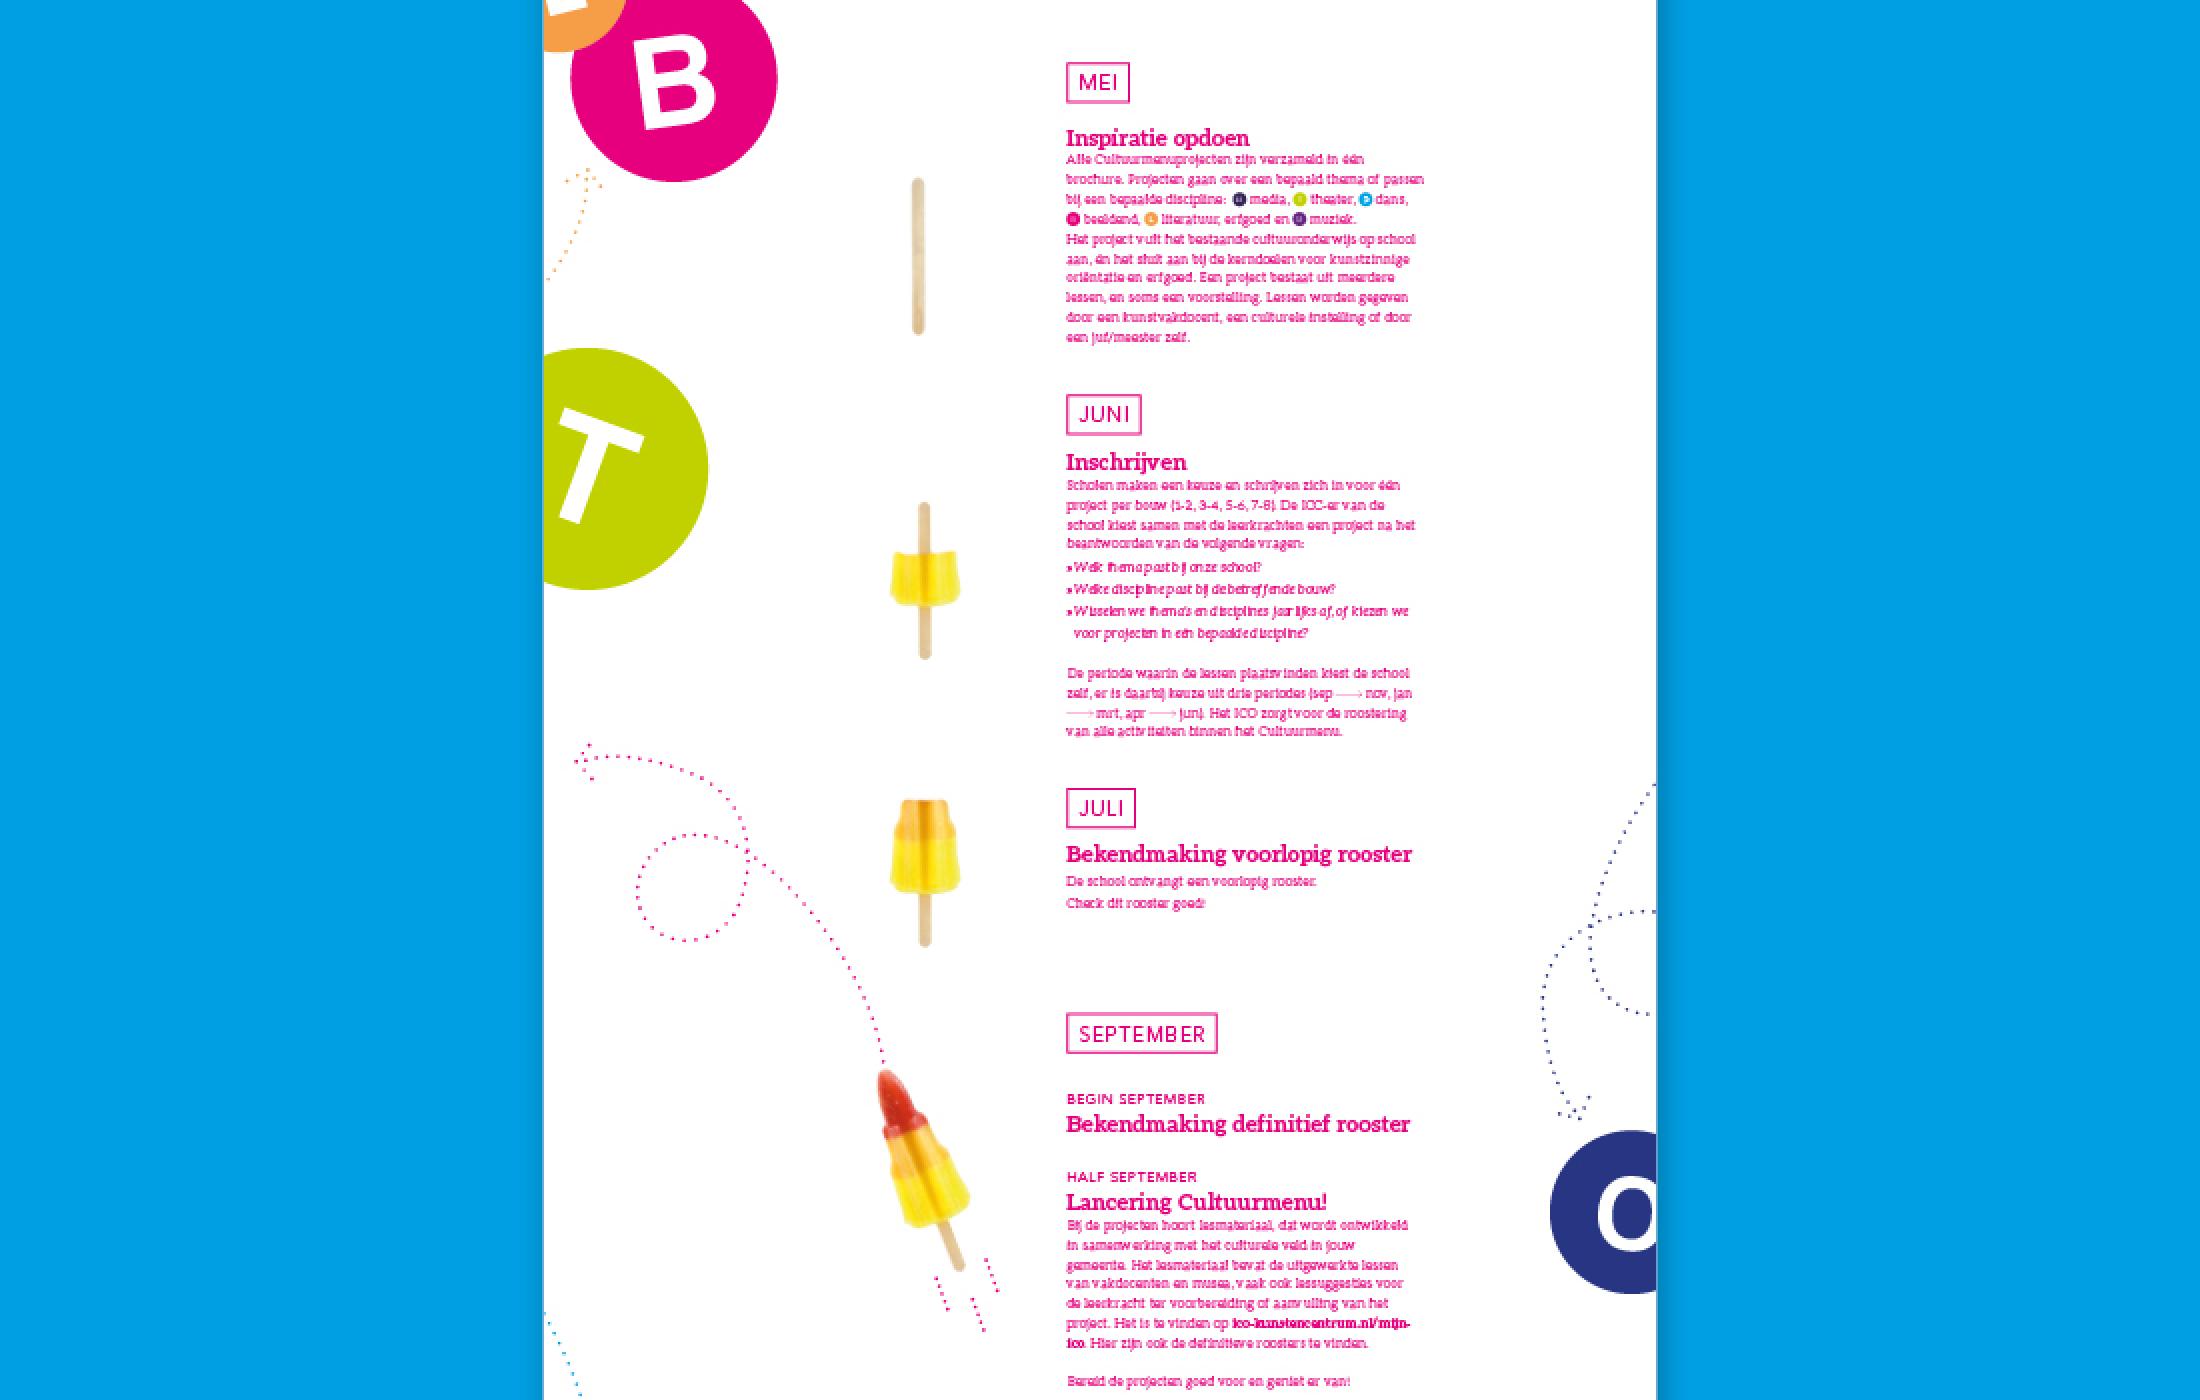 B
MEI
Inspiratie opdoen
Alle Cultuurmenuprojecten zijn verzameld in één
brochure. Projecten gaan over een bepaald thema of passen
bij een bepaalde discipline: media, theater, dans,
beeldend, literatuur, erfgoed en muziek.
Het project vult het bestaande cultuuronderwijs op school
aan, én het sluit aan bij de kerndoelen voor kunstzinnige
oriëntatie en erfgoed. Een project bestaat uit meerdere
lessen, en soms een voorstelling. Lessen worden gegeven
door een kunstvakdocent, een culturele instelling of door
een juf/meester zelf.
T
JUNI
Inschrijven
Scholen maken een keuze en schrijven zich in voor één
project per bouw (1-2, 3-4, 5-6, 7-8). De ICC-er van de
school kiest samen met de leerkrachten een project na het
beantwoorden van de volgende vragen:
» Welk thema past bij onze school?
» Welke discipline past bij de betreffende bouw?
» Wisselen we thema's en disciplines jaarlijks af, of kiezen we
voor projecten in één bepaalde discipline?
De periode waarin de lessen plaatsvinden kiest de school
zelf, er is daarbij keuze uit drie periodes (sep → nov, jan
→ mrt, apr → jun). Het ICO zorgt voor de roostering
van alle activiteiten binnen het Cultuurmenu.
JULI
Bekendmaking voorlopig rooster
De school ontvangt een voorlopig rooster.
Check dit rooster goed!
SEPTEMBER
BEGIN SEPTEMBER
Bekendmaking definitief rooster
HALF SEPTEMBER
Lancering Cultuurmenu!
Bij de projecten hoort lesmateriaal, dat wordt ontwikkeld
in samenwerking met het culturele veld in jouw
gemeente. Het lesmateriaal bevat de uitgewerkte lessen
van vakdocenten en musea, vaak ook lessuggesties voor
de leerkracht ter voorbereiding of aanvulling van het
project. Het is te vinden op ico-kunstencentrum.nl/mijn-
ico. Hier zijn ook de definitieve roosters te vinden.
Bereid de projecten goed voor en geniet er van!
O